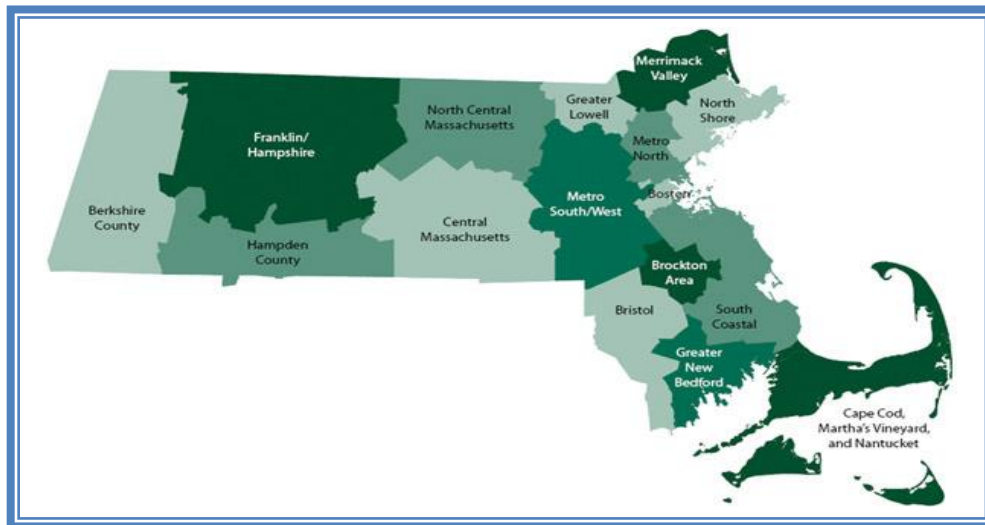 Merrimack
Valley
Greater
Lowell
North
Shore
North Central
Massachusetts
Franklin/
Hampshire
Metro
North
Metro
South/West
Boston
Berkshire
County
Central
Massachusetts
Hampden
County
Brockton
Area
Bristol
South
Coastal
Greater
New
Bedford
Cape Cod,
Martha's Vineyard,
and Nantucket